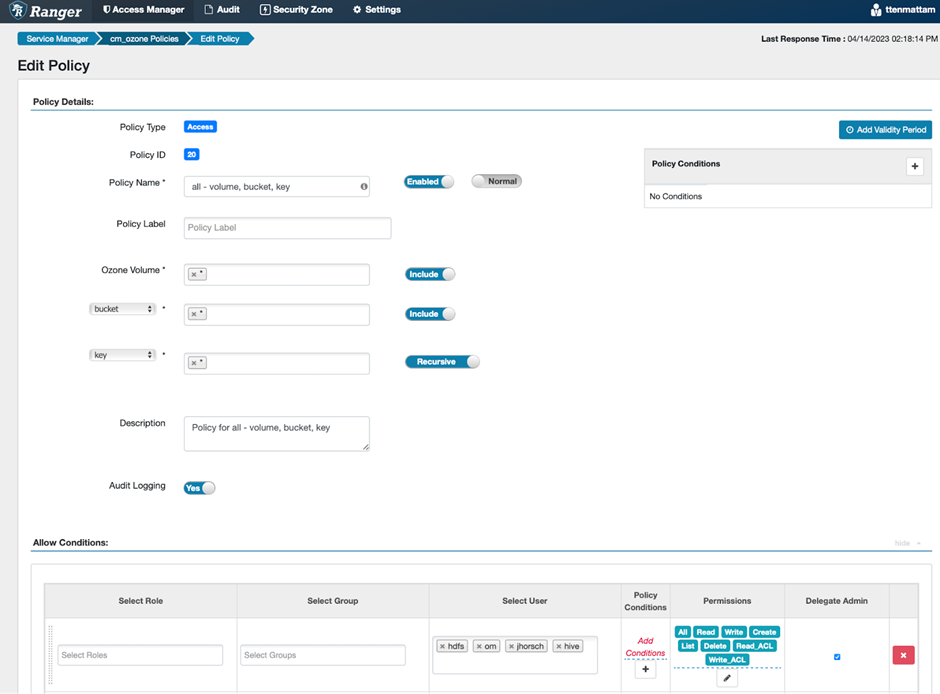 Ranger Access Manager Audit Security Zone Settings ttenmattam
Service Manager cm_ozone Policies Edit Policy Last Response Time : 04/14/2023 02:18:14 PM
Edit Policy
Policy Details:
Policy Type Access
Add Validity Period
Policy ID 20
Policy Conditions +
Policy Name * all - volume, bucket, key Enabled Normal
No Conditions
Policy Label Policy Label
Ozone Volume * × * Include
bucket * × * Include
key * × * Recursive
Description Policy for all - volume, bucket, key
Audit Logging Yes
Allow Conditions: hide
Select Role Select Group Select User Policy Conditions Permissions Delegate Admin
Select Roles Select Groups × hdfs × om × jhorsch × hive Add Conditions + All Read Write Create
List Delete Read_ACL
Write_ACL
×